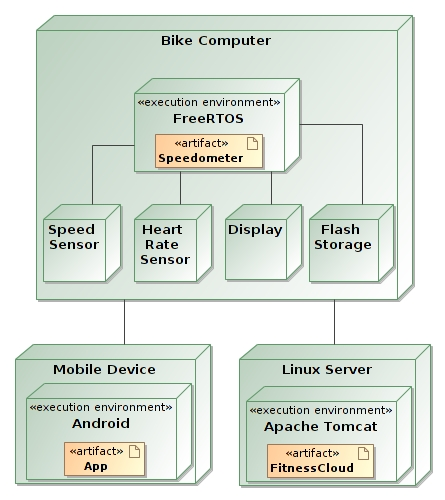 Bike Computer
«execution environment»
FreeRTOS
«artifact»
Speedometer
Speed
Sensor
Heart
Rate
Sensor
Display
Flash
Storage
Mobile Device
«execution environment»
Android
«artifact»
App
Linux Server
«execution environment»
Apache Tomcat
«artifact»
FitnessCloud